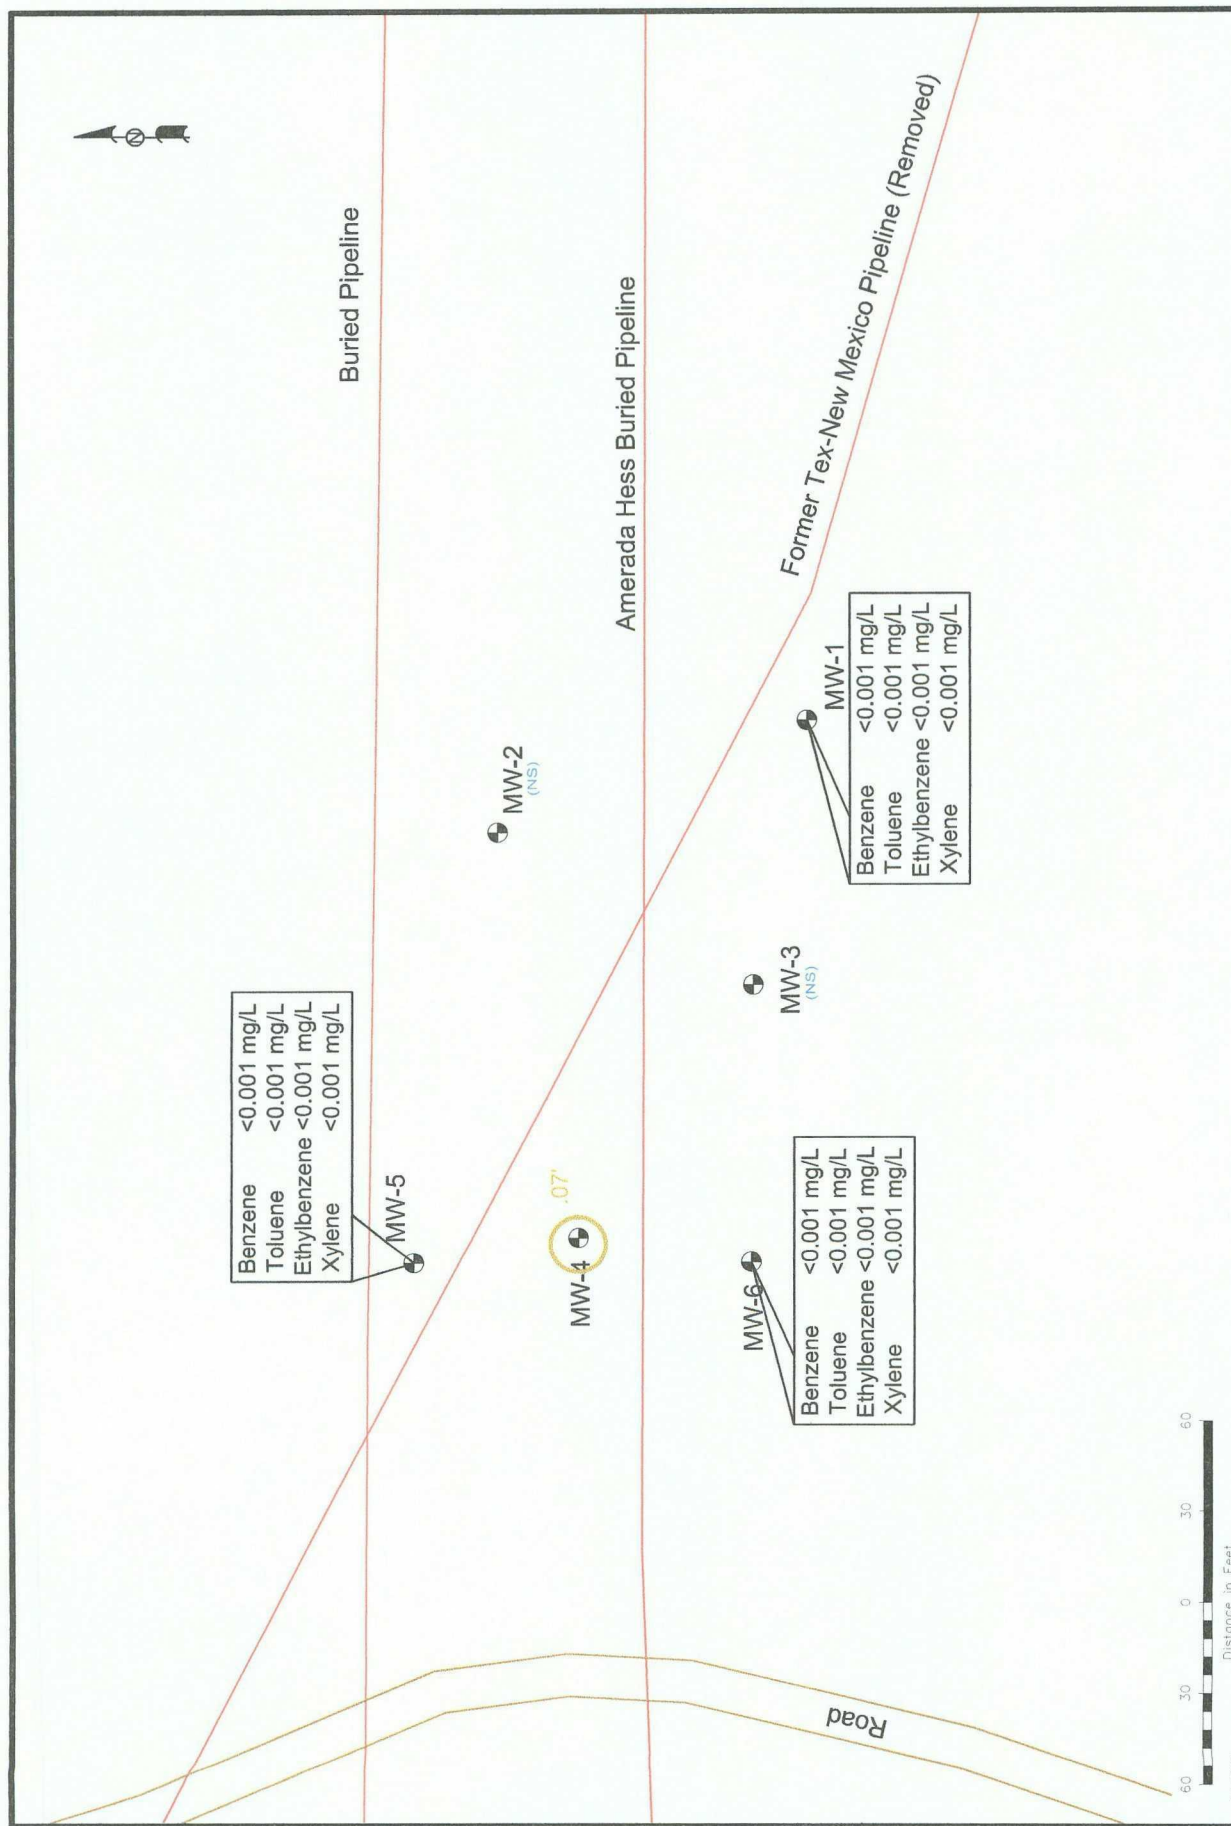 N
Buried Pipeline
Amerada Hess Buried Pipeline
Former Tex-New Mexico Pipeline (Removed)
Benzene <0.001 mg/L
Toluene <0.001 mg/L
Ethylbenzene <0.001 mg/L
Xylene <0.001 mg/L
MW-5
MW-2
(NS)
.07'
MW-4
MW-3
(NS)
MW-1
Benzene <0.001 mg/L
Toluene <0.001 mg/L
Ethylbenzene <0.001 mg/L
Xylene <0.001 mg/L
MW-6
Benzene <0.001 mg/L
Toluene <0.001 mg/L
Ethylbenzene <0.001 mg/L
Xylene <0.001 mg/L
Road
60 30 0 30 60
Distance in Feet